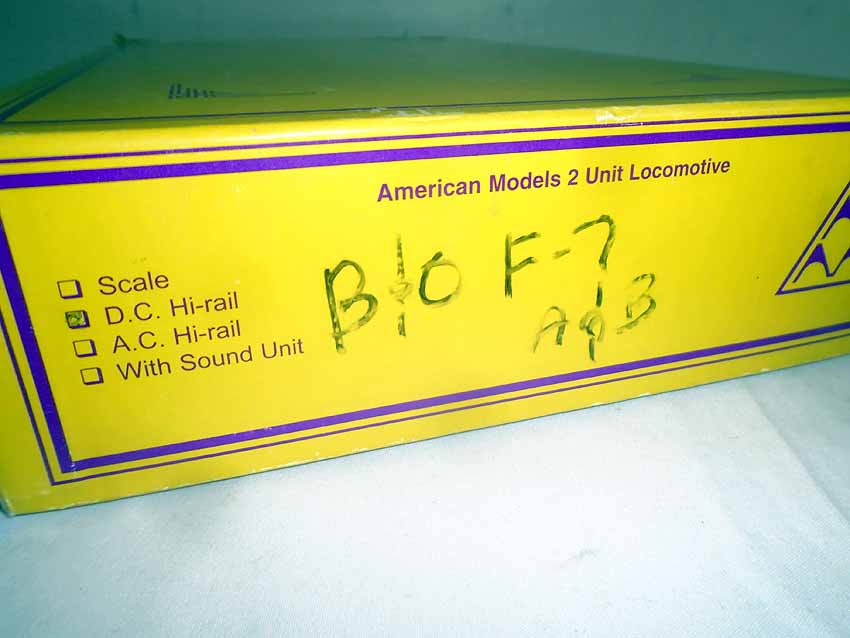 American Models 2 Unit Locomotive
Scale
D.C. Hi-rail
A.C. Hi-rail
With Sound Unit
B&O F-7
A&B